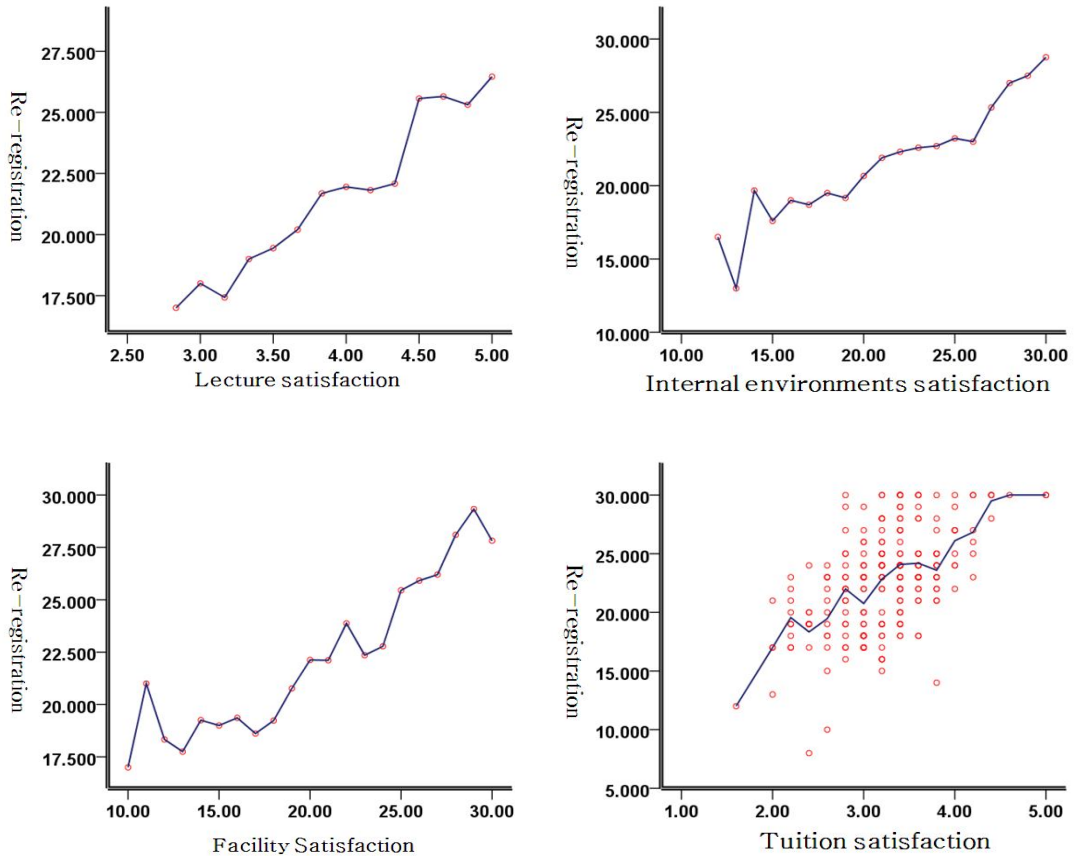 27.500
25.000
22.500
20.000
17.500
Re-registration
2.50 3.00 3.50 4.00 4.50 5.00
Lecture satisfaction
30.000
25.000
20.000
15.000
10.000
Re-registration
10.00 15.00 20.00 25.00 30.00
Internal environments satisfaction
30.000
27.500
25.000
22.500
20.000
17.500
Re-registration
10.00 15.00 20.00 25.00 30.00
Facility Satisfaction
30.000
25.000
20.000
15.000
10.000
5.000
Re-registration
1.00 2.00 3.00 4.00 5.00
Tuition satisfaction